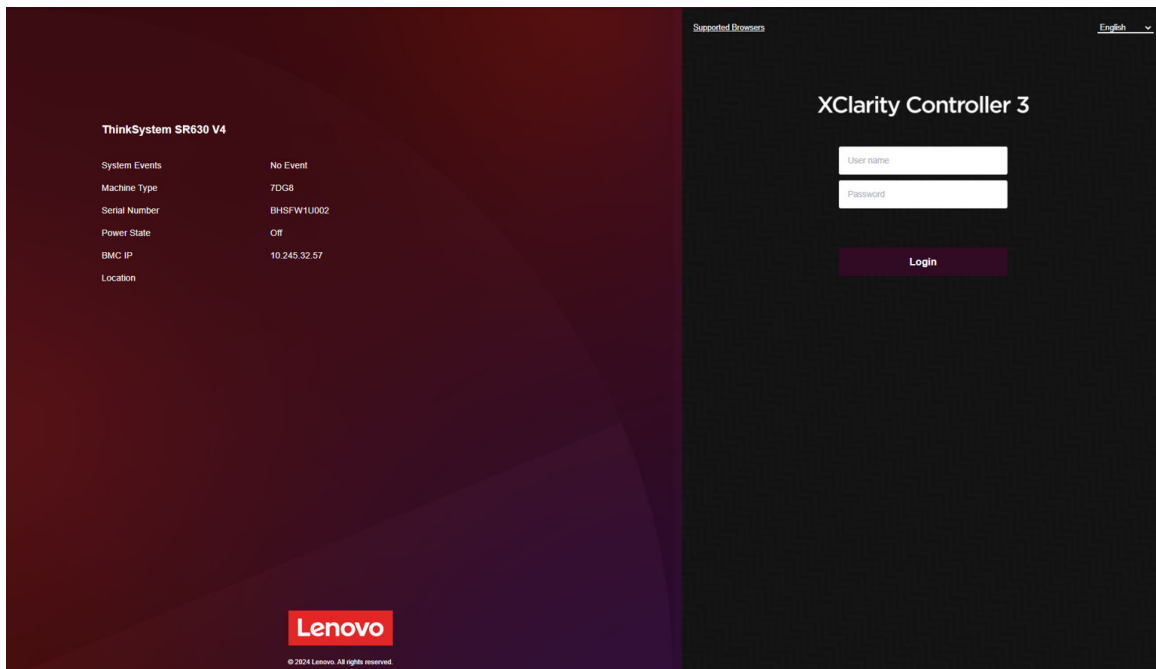 Supported Browsers
English
ThinkSystem SR630 V4
System Events No Event
Machine Type 7DG8
Serial Number BHSFW1U002
Power State Off
BMC IP 10.245.32.57
Location
XClarity Controller 3
User name
Password
Login
Lenovo
© 2024 Lenovo. All rights reserved.